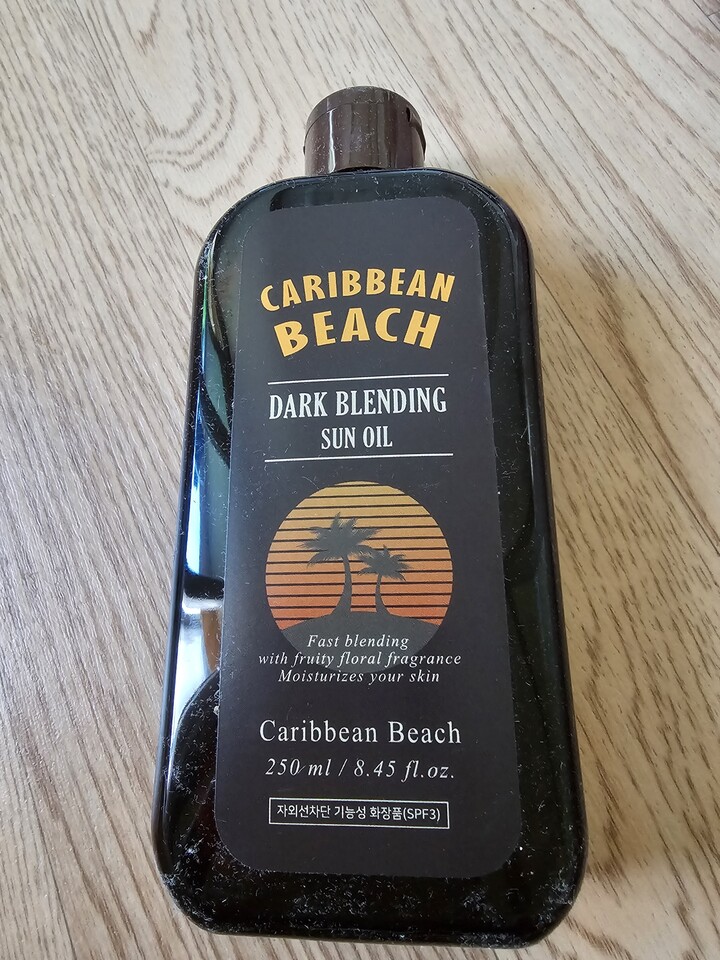 CARIBBEAN
BEACH
DARK BLENDING
SUN OIL
Fast blending
with fruity floral fragrance
Moisturizes your skin
Caribbean Beach
250 ml / 8.45 fl.oz.
자외선차단 기능성 화장품(SPF3)